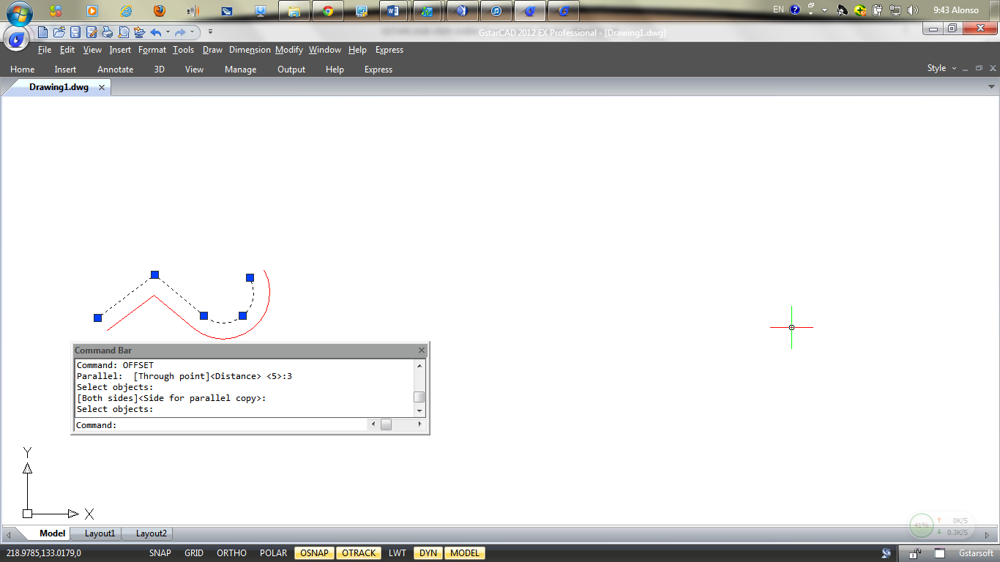 EN
9:43 Alonso
GstarCAD 2012 EX Professional - [Drawing1.dwg]
File Edit View Insert Format Tools Draw Dimension Modify Window Help Express
Home Insert Annotate 3D View Manage Output Help Express Style
Drawing1.dwg
Command Bar
Command: OFFSET
Parallel: [Through point]<Distance> <5>:3
Select objects:
[Both sides]<Side for parallel copy>:
Select objects:
Command:
Y
X
41%
0K/S
0.3K/S
Model Layout1 Layout2
218.9785,133.0179,0 SNAP GRID ORTHO POLAR OSNAP OTRACK LWT DYN MODEL Gstarsoft